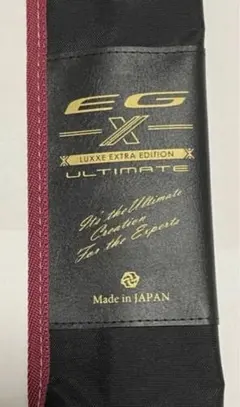 EG
X
LUXXE EXTRA EDITION
ULTIMATE
It's the Ultimate
Creation
For the Experts
Made in JAPAN